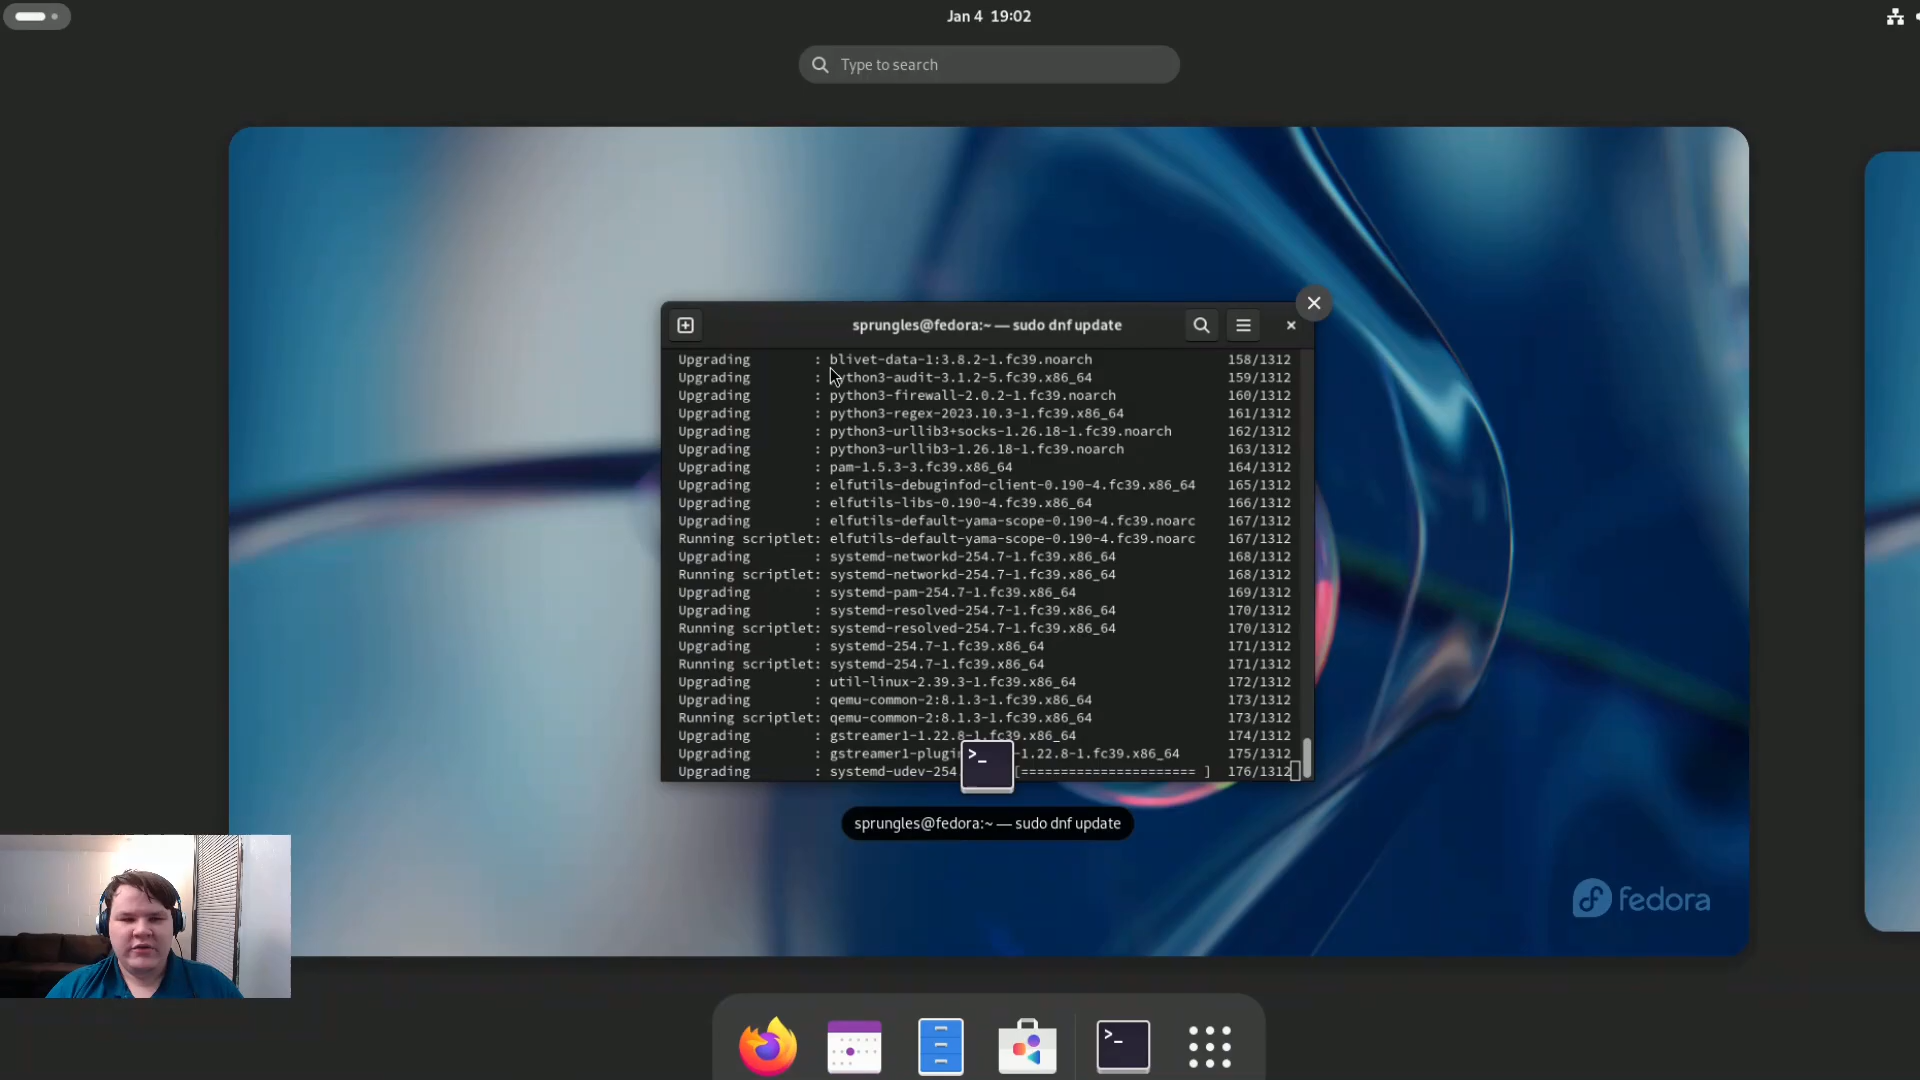 Jan 4 19:02
Type to search
sprungles@fedora:~ — sudo dnf update
Upgrading : blivet-data-1:3.8.2-1.fc39.noarch 158/1312
Upgrading : python3-audit-3.1.2-5.fc39.x86_64 159/1312
Upgrading : python3-firewall-2.0.2-1.fc39.noarch 160/1312
Upgrading : python3-regex-2023.10.3-1.fc39.x86_64 161/1312
Upgrading : python3-urllib3+socks-1.26.18-1.fc39.noarch 162/1312
Upgrading : python3-urllib3-1.26.18-1.fc39.noarch 163/1312
Upgrading : pam-1.5.3-3.fc39.x86_64 164/1312
Upgrading : elfutils-debuginfod-client-0.190-4.fc39.x86_64 165/1312
Upgrading : elfutils-libs-0.190-4.fc39.x86_64 166/1312
Upgrading : elfutils-default-yama-scope-0.190-4.fc39.noarc 167/1312
Running scriptlet: elfutils-default-yama-scope-0.190-4.fc39.noarc 167/1312
Upgrading : systemd-networkd-254.7-1.fc39.x86_64 168/1312
Running scriptlet: systemd-networkd-254.7-1.fc39.x86_64 168/1312
Upgrading : systemd-pam-254.7-1.fc39.x86_64 169/1312
Upgrading : systemd-resolved-254.7-1.fc39.x86_64 170/1312
Running scriptlet: systemd-resolved-254.7-1.fc39.x86_64 170/1312
Upgrading : systemd-254.7-1.fc39.x86_64 171/1312
Running scriptlet: systemd-254.7-1.fc39.x86_64 171/1312
Upgrading : util-linux-2.39.3-1.fc39.x86_64 172/1312
Upgrading : qemu-common-2:8.1.3-1.fc39.x86_64 173/1312
Running scriptlet: qemu-common-2:8.1.3-1.fc39.x86_64 173/1312
Upgrading : gstreamer1-1.22.8-1.fc39.x86_64 174/1312
Upgrading : gstreamer1-plugin -1.22.8-1.fc39.x86_64 175/1312
Upgrading : systemd-udev-254. [====================== ] 176/1312
sprungles@fedora:~ — sudo dnf update
fedora